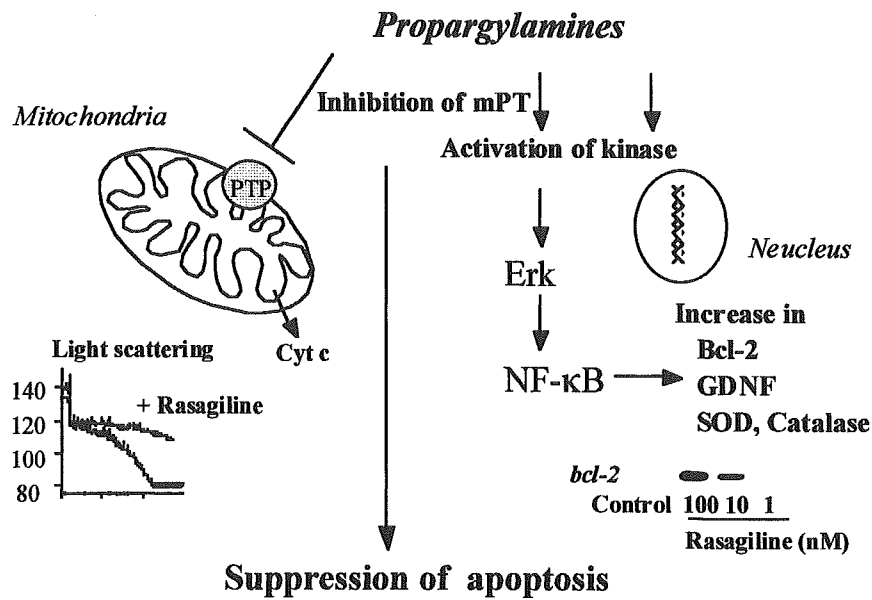 Propargylamines
Inhibition of mPT
Mitochondria
Activation of kinase
PTP
Neucleus
Erk
Increase in
Cyt c
Bcl-2
Light scattering
NF-κB
GDNF
140
+ Rasagiline
SOD, Catalase
120
100
80
bcl-2
Control 100 10 1
Rasagiline (nM)
Suppression of apoptosis